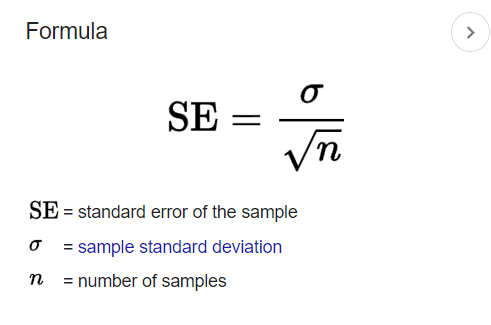 Formula
SE = σ/√n
SE = standard error of the sample
σ = sample standard deviation
n = number of samples